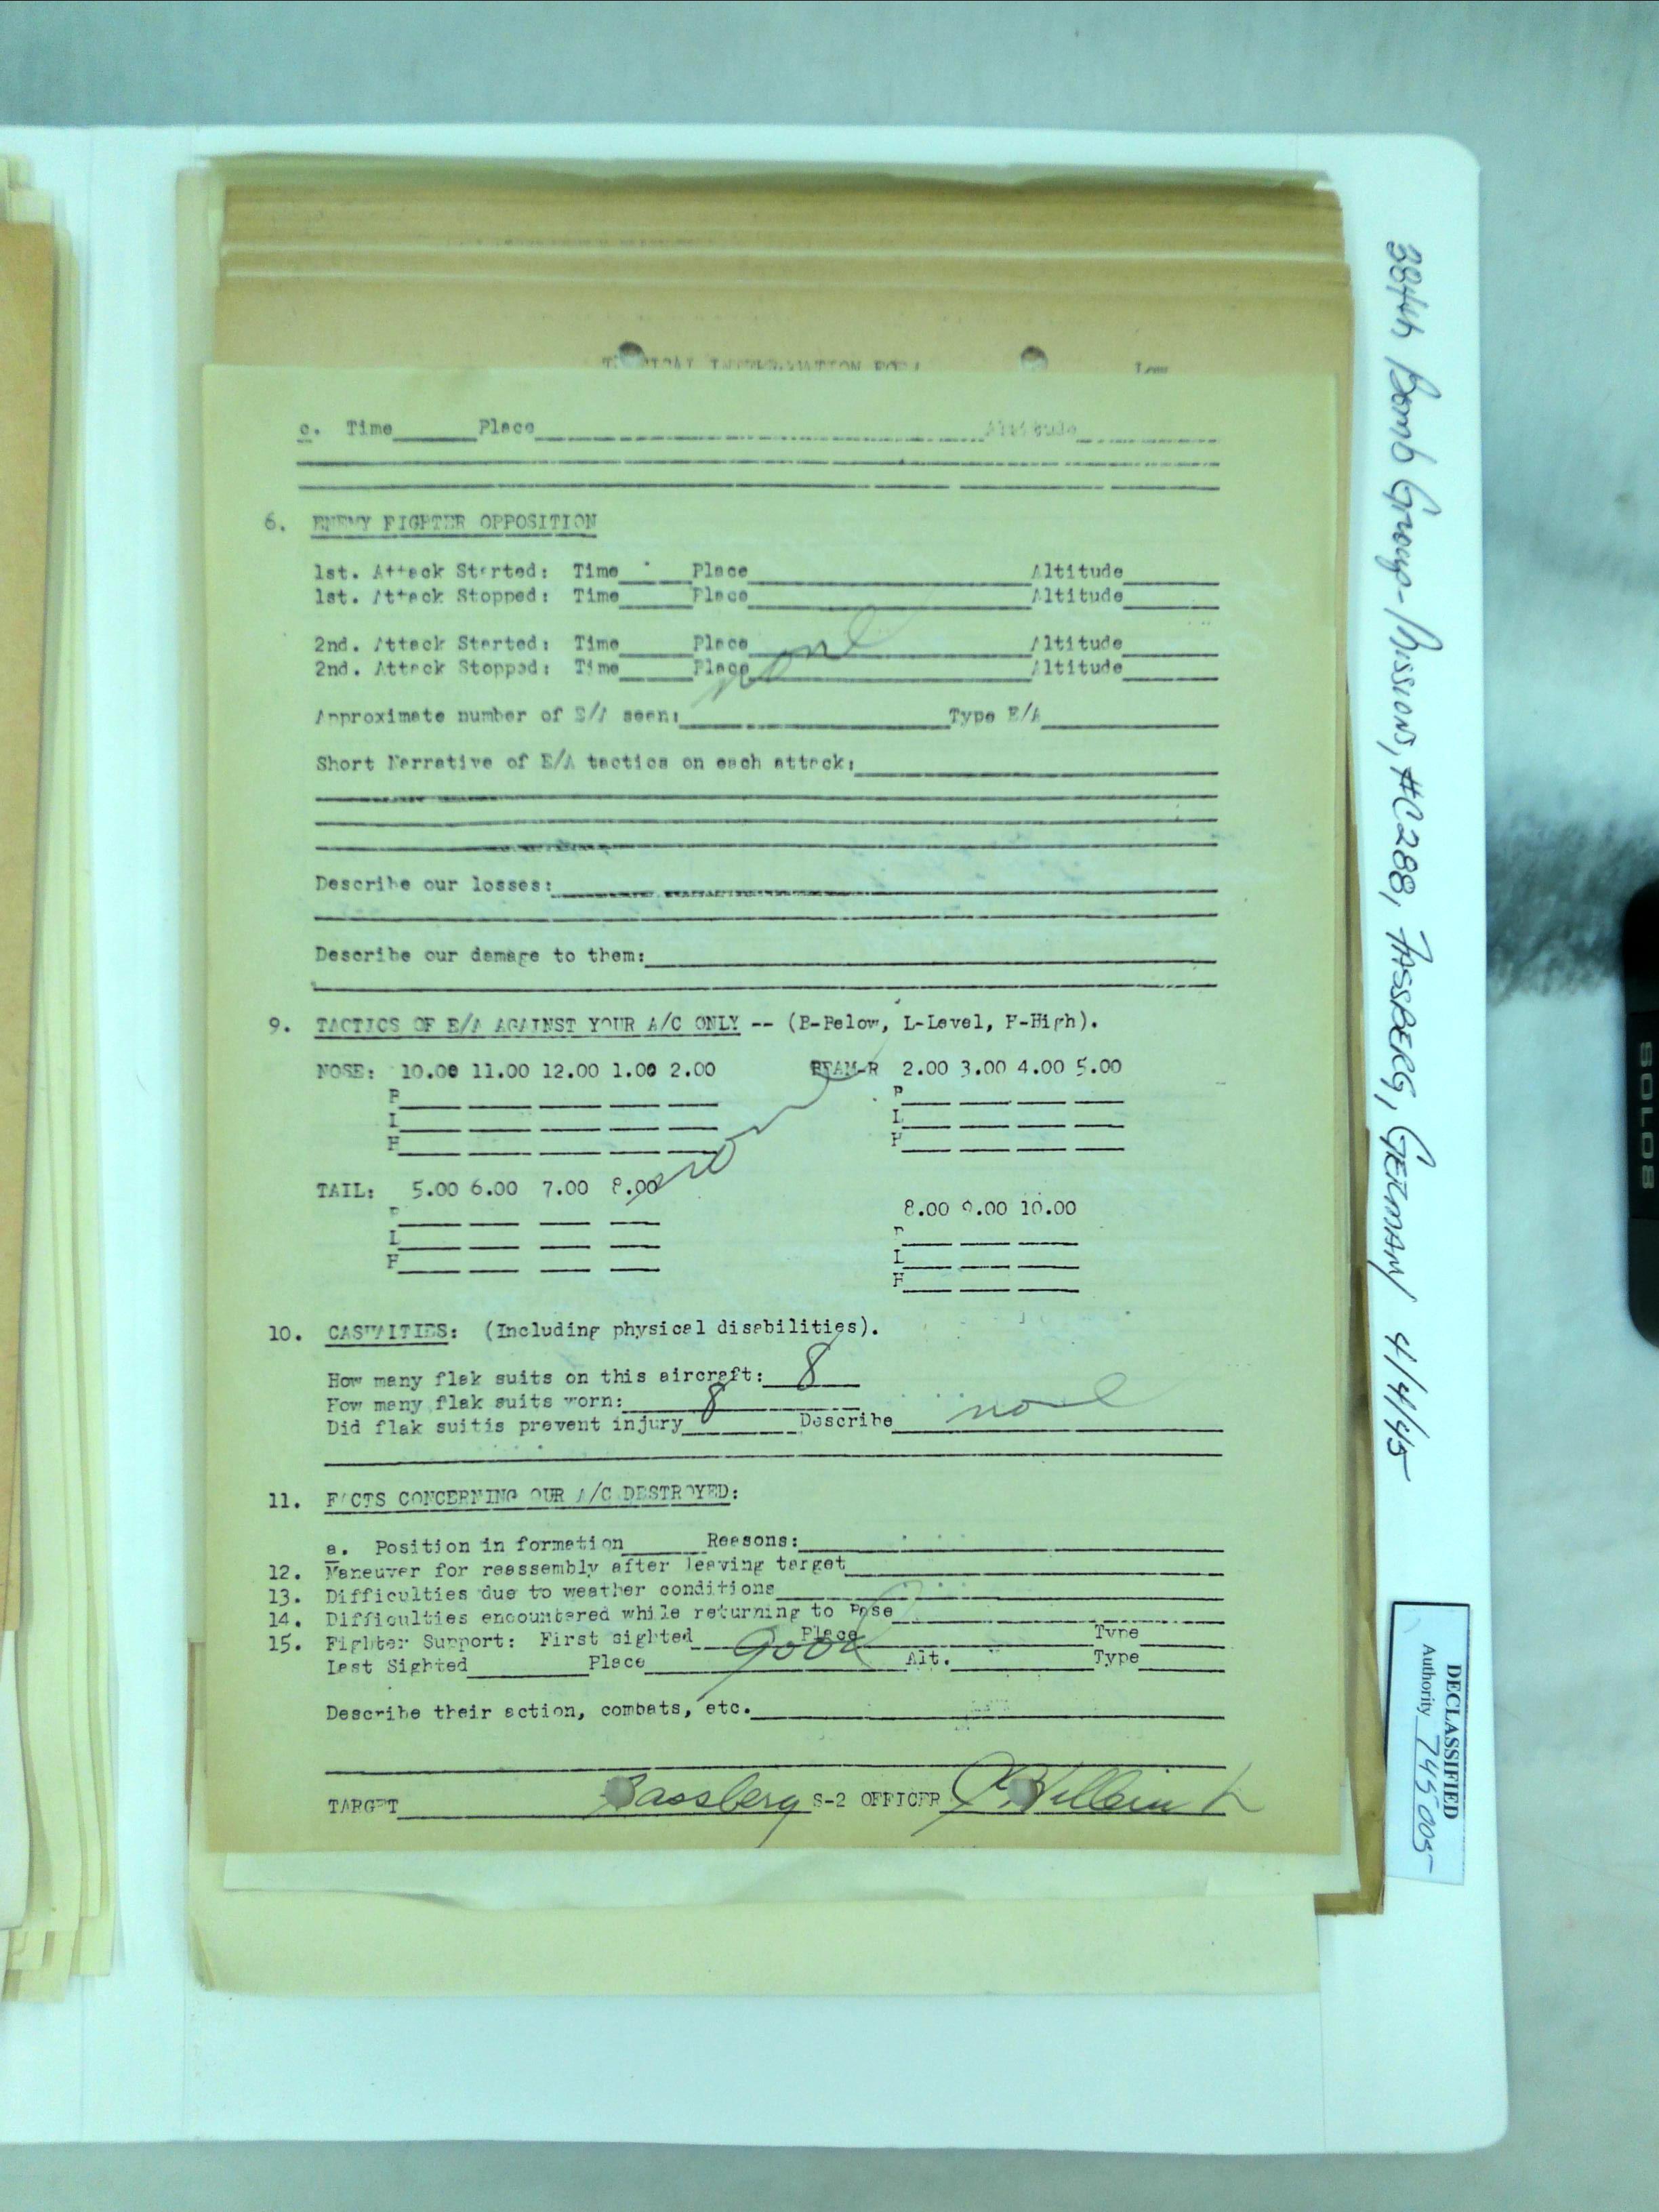 T CAL INTERROGATION FORM Low
c. Time Place Altitude
6. ENEMY FIGHTER OPPOSITION
1st. Attack Started: Time Place Altitude
1st. Attack Stopped: Time Place Altitude
2nd. Attack Started: Time Place Altitude
none
2nd. Attack Stopped: Time Place Altitude
Approximate number of E/A seen: Type E/A
Short Narrative of E/A tactics on each attack:
Describe our losses:
Describe our damage to them:
9. TACTICS OF E/A AGAINST YOUR A/C ONLY -- (B-Below, L-Level, H-High).
NOSE: 10.00 11.00 12.00 1.00 2.00 BEAM-R 2.00 3.00 4.00 5.00
B B
L L
H H
TAIL: 5.00 6.00 7.00 8.00
8.00 9.00 10.00
B B
L L
H H
10. CASUALTIES: (Including physical disabilities).
How many flak suits on this aircraft: 8
How many flak suits worn: 8
Did flak suitis prevent injury Describe none
11. FACTS CONCERNING OUR A/C DESTROYED:
a. Position in formation Reasons:
12. Maneuver for reassembly after leaving target
13. Difficulties due to weather conditions
14. Difficulties encountered while returning to Base
15. Fighter Support: First sighted Place Type
good
Last Sighted Place Alt. Type
Describe their action, combats, etc.
TARGET Fassberg S-2 OFFICER
384th Bomb Group-Missions, #C288, FASSBERG, GERMANY 4/4/45
DECLASSIFIED
Authority 745005
SOLO8